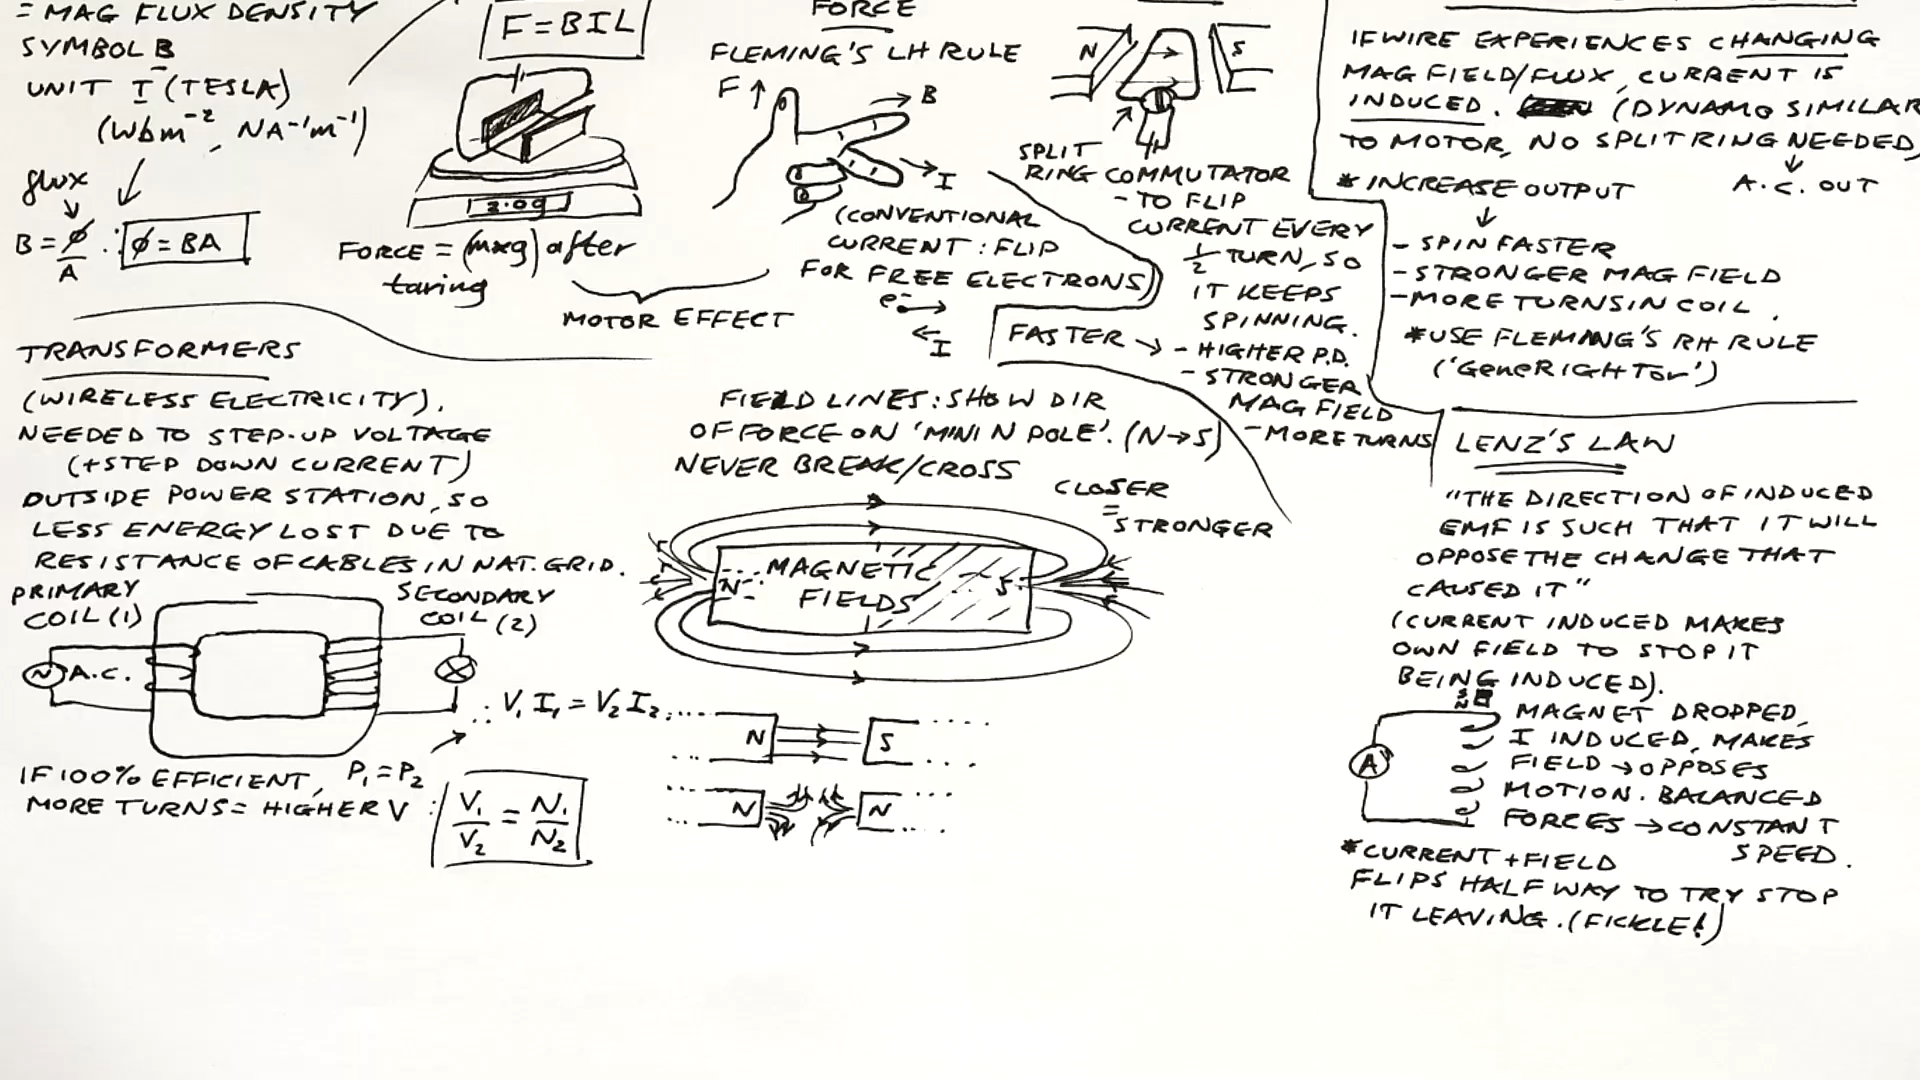 = MAG FLUX DENSITY
SYMBOL B
UNIT T (TESLA)
(Wbm⁻², NA⁻¹m⁻¹)
flux
B = φ/A ∴ φ = BA
F = BIL
2.00g
FORCE = (mxg) after
taring
MOTOR EFFECT
FORCE
FLEMING'S LH RULE
F
B
I
(CONVENTIONAL
CURRENT: FLIP
FOR FREE ELECTRONS)
e⁻
I
N
S
SPLIT
RING COMMUTATOR
- TO FLIP
CURRENT EVERY
1/2 TURN, SO
IT KEEPS
SPINNING.
FASTER → - HIGHER P.D.
- STRONGER
MAG FIELD
- MORE TURNS
IF WIRE EXPERIENCES CHANGING
MAG FIELD/FLUX, CURRENT IS
INDUCED. (DYNAMO SIMILAR
TO MOTOR, NO SPLIT RING NEEDED,
A.C. OUT
* INCREASE OUTPUT
- SPIN FASTER
- STRONGER MAG FIELD
- MORE TURNS IN COIL.
* USE FLEMING'S RH RULE
('GeneRIGHTor')
TRANSFORMERS
(WIRELESS ELECTRICITY),
NEEDED TO STEP-UP VOLTAGE
(+ STEP DOWN CURRENT)
OUTSIDE POWER STATION, SO
LESS ENERGY LOST DUE TO
RESISTANCE OF CABLES IN NAT. GRID.
PRIMARY
COIL (1)
SECONDARY
COIL (2)
A.C.
IF 100% EFFICIENT, P₁ = P₂
∴ V₁ I₁ = V₂ I₂
MORE TURNS = HIGHER V :
V₁/V₂ = N₁/N₂
FIELD LINES: SHOW DIR
OF FORCE ON 'MINI N POLE'. (N→S)
NEVER BREAK/CROSS
CLOSER
= STRONGER
N
MAGNETIC
FIELDS
S
N
S
N
N
LENZ'S LAW
"THE DIRECTION OF INDUCED
EMF IS SUCH THAT IT WILL
OPPOSE THE CHANGE THAT
CAUSED IT"
(CURRENT INDUCED MAKES
OWN FIELD TO STOP IT
BEING INDUCED).
S
N
A
MAGNET DROPPED,
I INDUCED, MAKES
FIELD → OPPOSES
MOTION. BALANCED
FORCES → CONSTANT
SPEED.
* CURRENT + FIELD
FLIPS HALF WAY TO TRY STOP
IT LEAVING. (FICKLE!)